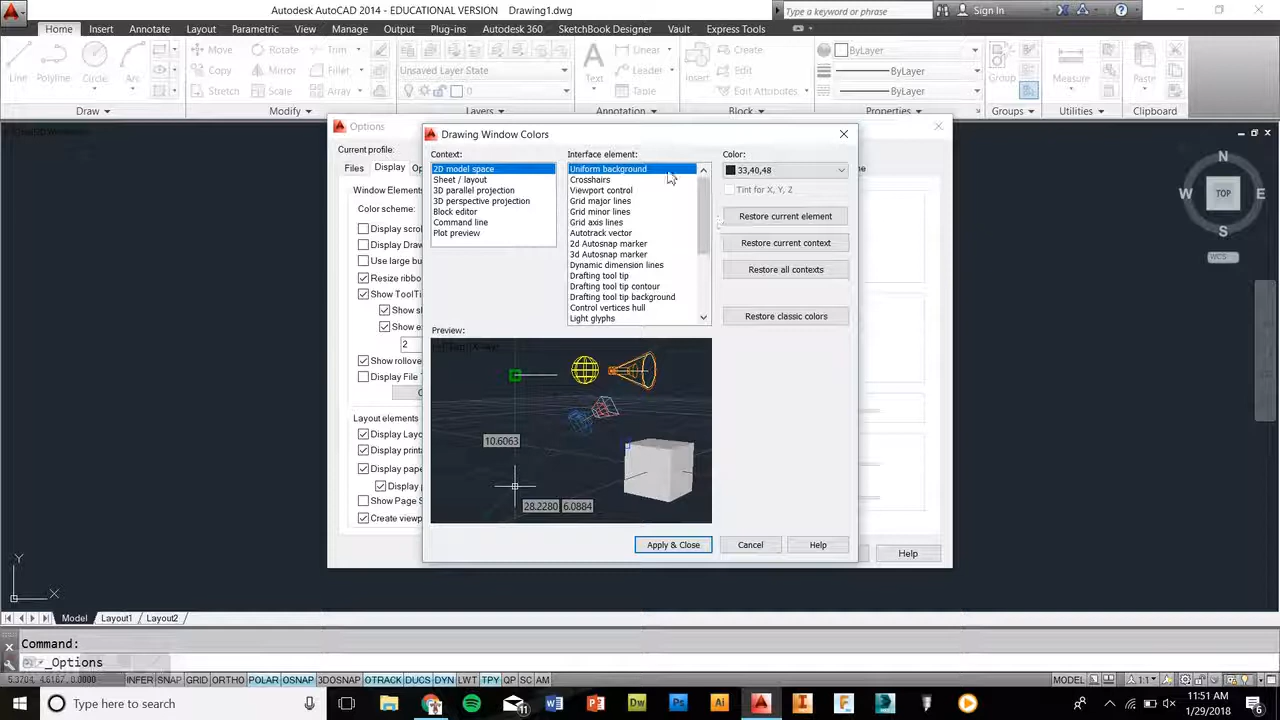 Autodesk AutoCAD 2014 - EDUCATIONAL VERSION Drawing1.dwg
Type a keyword or phrase
Sign In
Home Insert Annotate Layout Parametric View Manage Output Plug-ins Autodesk 360 SketchBook Designer Vault Express Tools
Line Polyline Circle Arc
Move Rotate Trim
Copy Mirror Fillet
Stretch Scale Array
Unsaved Layer State
0
Text
Linear
Leader
Table
Insert
Create
Edit
Edit Attributes
ByLayer
ByLayer
ByLayer
Group
Measure
Paste
Draw Modify Layers Annotation Block Properties Groups Utilities Clipboard
Options
Current profile:
Files Display
Window Elements
Color scheme:
Display scro
Display Draw
Use large bu
Resize ribbo
Show ToolTi
Show s
Show e
2
Show rollove
Display File
Layout elements
Display Layo
Display printa
Display pape
Display
Show Page S
Create viewp
Help
Drawing Window Colors
Context:
2D model space
Sheet / layout
3D parallel projection
3D perspective projection
Block editor
Command line
Plot preview
Interface element:
Uniform background
Crosshairs
Viewport control
Grid major lines
Grid minor lines
Grid axis lines
Autotrack vector
2d Autosnap marker
3d Autosnap marker
Dynamic dimension lines
Drafting tool tip
Drafting tool tip contour
Drafting tool tip background
Control vertices hull
Light glyphs
Color:
33,40,48
Tint for X, Y, Z
Restore current element
Restore current context
Restore all contexts
Restore classic colors
Preview:
10.6063
28.2280 6.0884
Apply & Close Cancel Help
N
W TOP E
S
WCS
Y
X
Model Layout1 Layout2
Command:
_Options
INFER SNAP GRID ORTHO POLAR OSNAP 3DOSNAP OTRACK DUCS DYN LWT TPY QP SC AM
MODEL 1:1
Type here to search
11
Dw Ps Ai
11:51 AM
1/29/2018
6